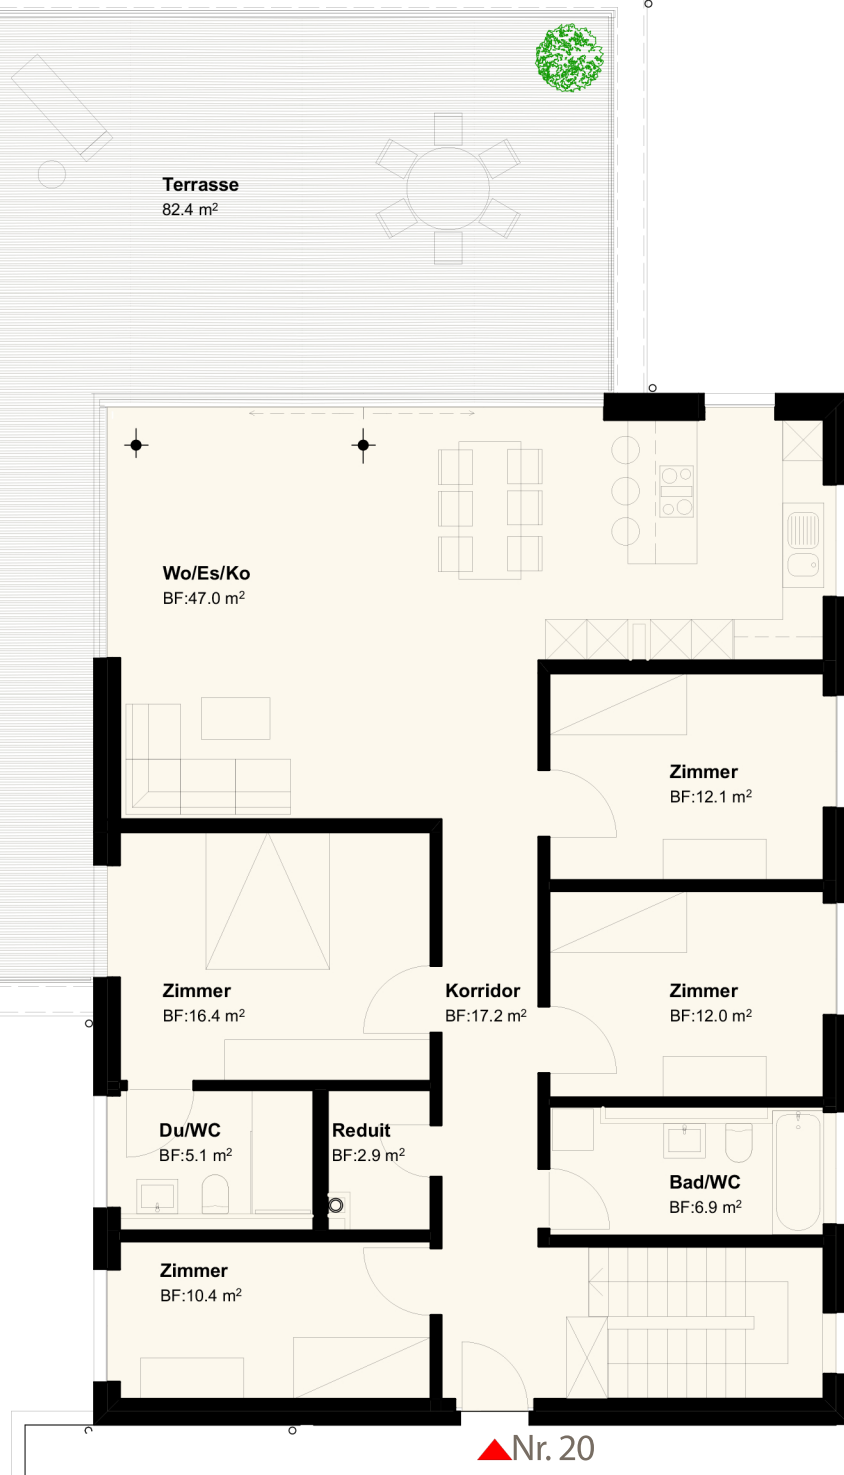 Terrasse
82.4 m²
Wo/Es/Ko
BF:47.0 m²
Zimmer
BF:12.1 m²
Zimmer
BF:16.4 m²
Korridor
BF:17.2 m²
Zimmer
BF:12.0 m²
Du/WC
BF:5.1 m²
Reduit
BF:2.9 m²
Bad/WC
BF:6.9 m²
Zimmer
BF:10.4 m²
Nr. 20